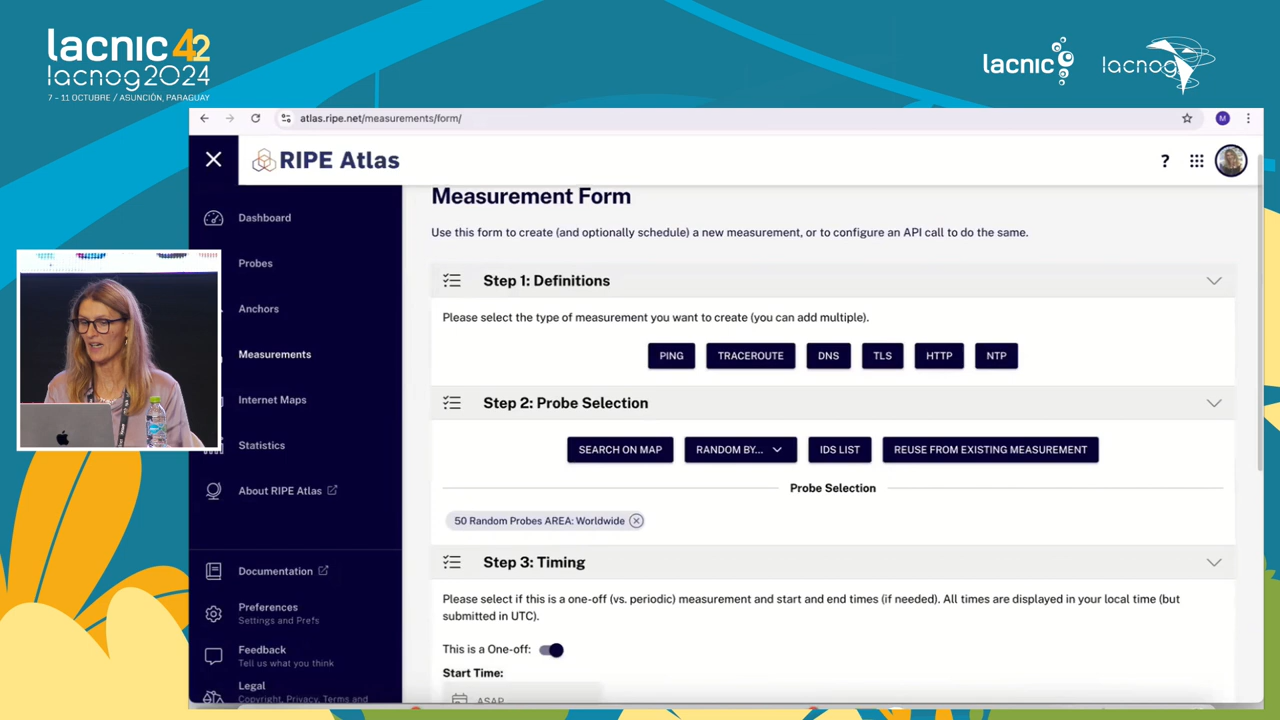 lacnic 42
lacnog2024
7 - 11 OCTUBRE / ASUNCIÓN, PARAGUAY
lacnic
lacnog
atlas.ripe.net/measurements/form/
M
RIPE Atlas
?
Dashboard
Probes
Anchors
Measurements
Internet Maps
Statistics
About RIPE Atlas
Documentation
Preferences
Settings and Prefs
Feedback
Tell us what you think
Legal
Copyright, Privacy, Terms and
Measurement Form
Use this form to create (and optionally schedule) a new measurement, or to configure an API call to do the same.
Step 1: Definitions
Please select the type of measurement you want to create (you can add multiple).
PING TRACEROUTE DNS TLS HTTP NTP
Step 2: Probe Selection
SEARCH ON MAP RANDOM BY... IDS LIST REUSE FROM EXISTING MEASUREMENT
Probe Selection
50 Random Probes AREA: Worldwide
Step 3: Timing
Please select if this is a one-off (vs. periodic) measurement and start and end times (if needed). All times are displayed in your local time (but
submitted in UTC).
This is a One-off:
Start Time:
ASAP